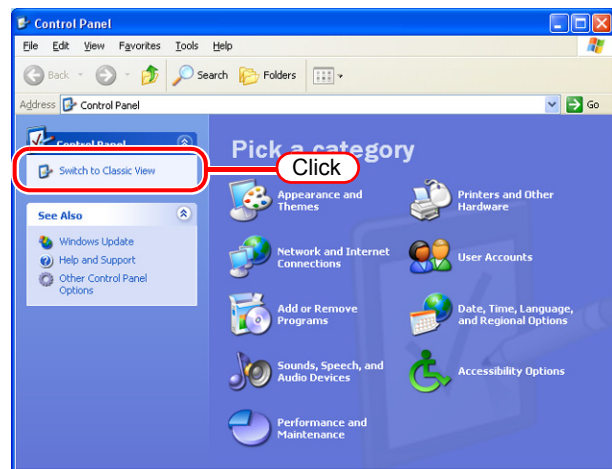 Control Panel
File Edit View Favorites Tools Help
Back Search Folders
Address Control Panel Go
Control Panel
Switch to Classic View
See Also
Windows Update
Help and Support
Other Control Panel
Options
Pick a category
Click
Appearance and
Themes
Printers and Other
Hardware
Network and Internet
Connections
User Accounts
Add or Remove
Programs
Date, Time, Language,
and Regional Options
Sounds, Speech, and
Audio Devices
Accessibility Options
Performance and
Maintenance